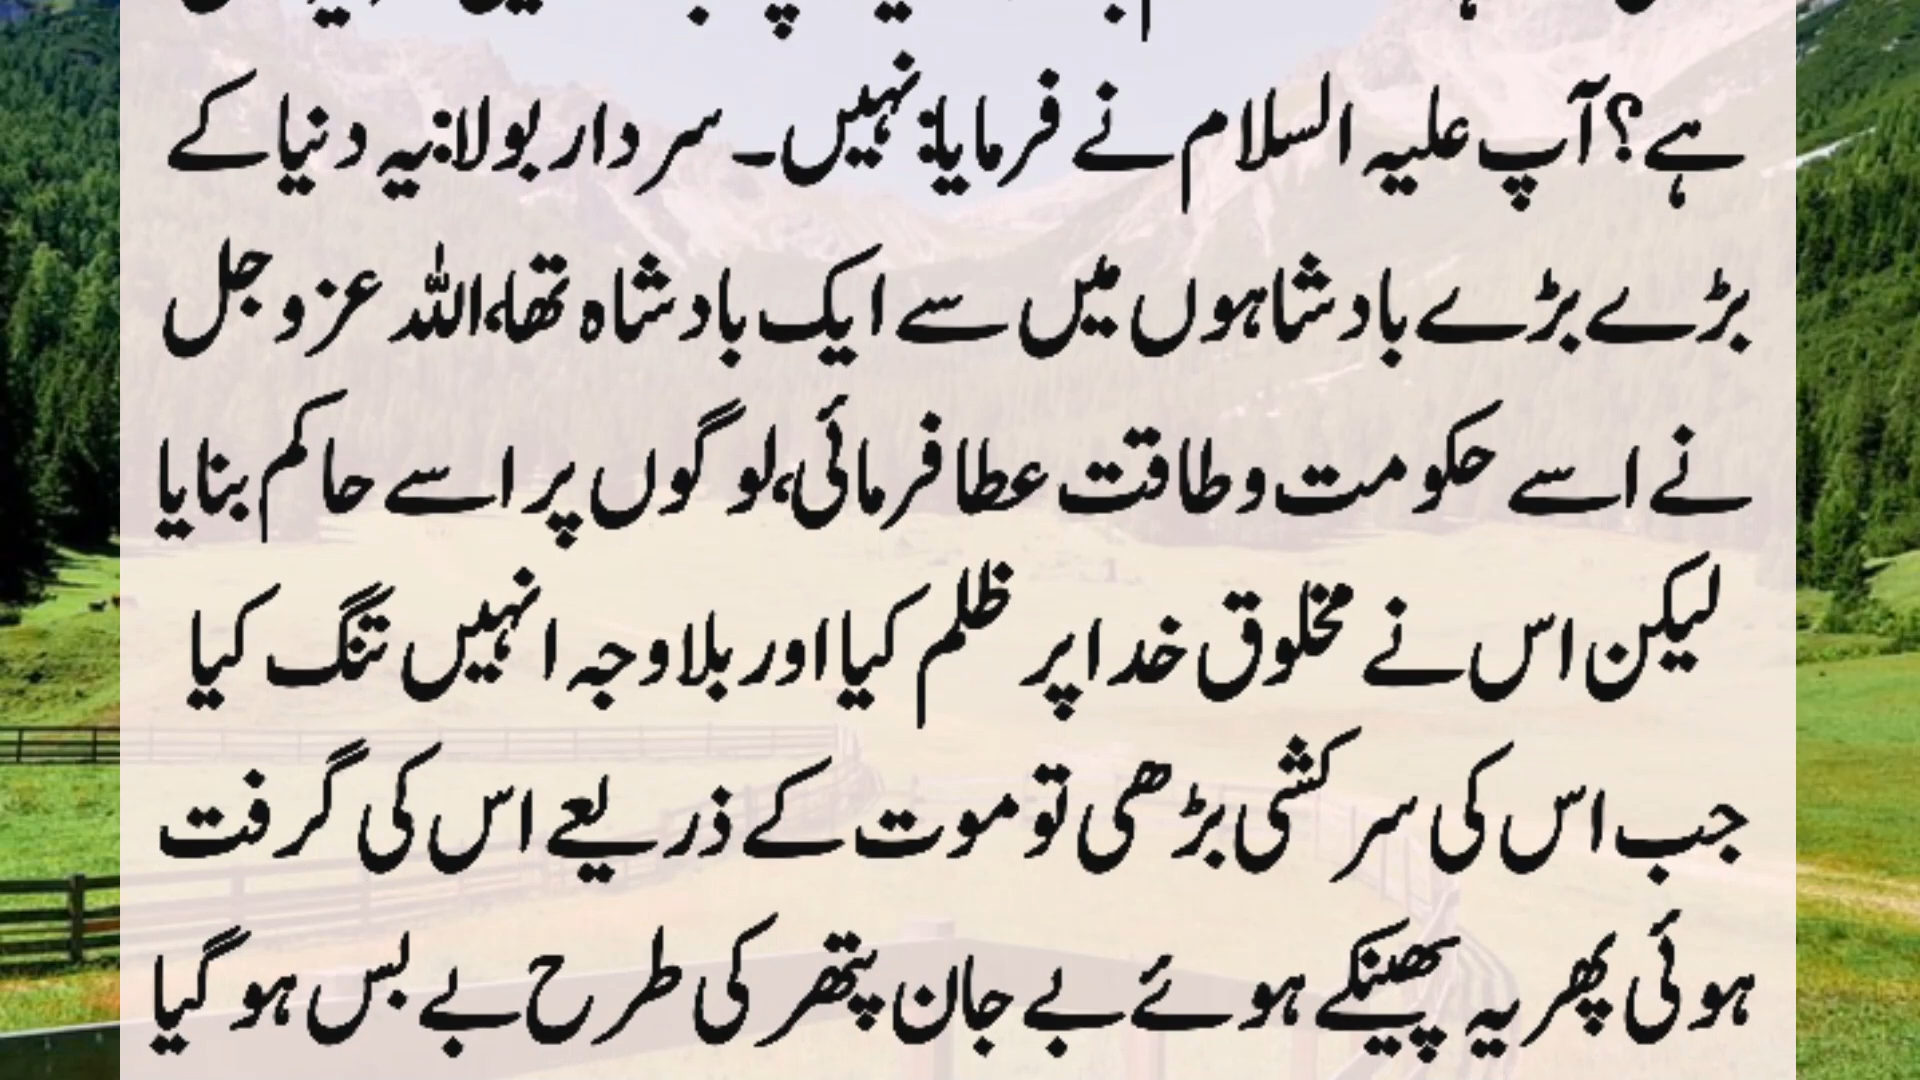 ہے؟ آپ علیہ السلام نے فرمایا: نہیں۔ سردار بولا: یہ دنیا کے
بڑے بڑے بادشاہوں میں سے ایک بادشاہ تھا، اللہ عزوجل
نے اسے حکومت و طاقت عطا فرمائی، لوگوں پر اسے حاکم بنایا
لیکن اس نے مخلوق خدا پر ظلم کیا اور بلاوجہ انہیں تنگ کیا
جب اس کی سرکشی بڑھی تو موت کے ذریعے اس کی گرفت
ہوئی پھر یہ پھینکے ہوئے بے جان پتھر کی طرح بے بس ہو گیا